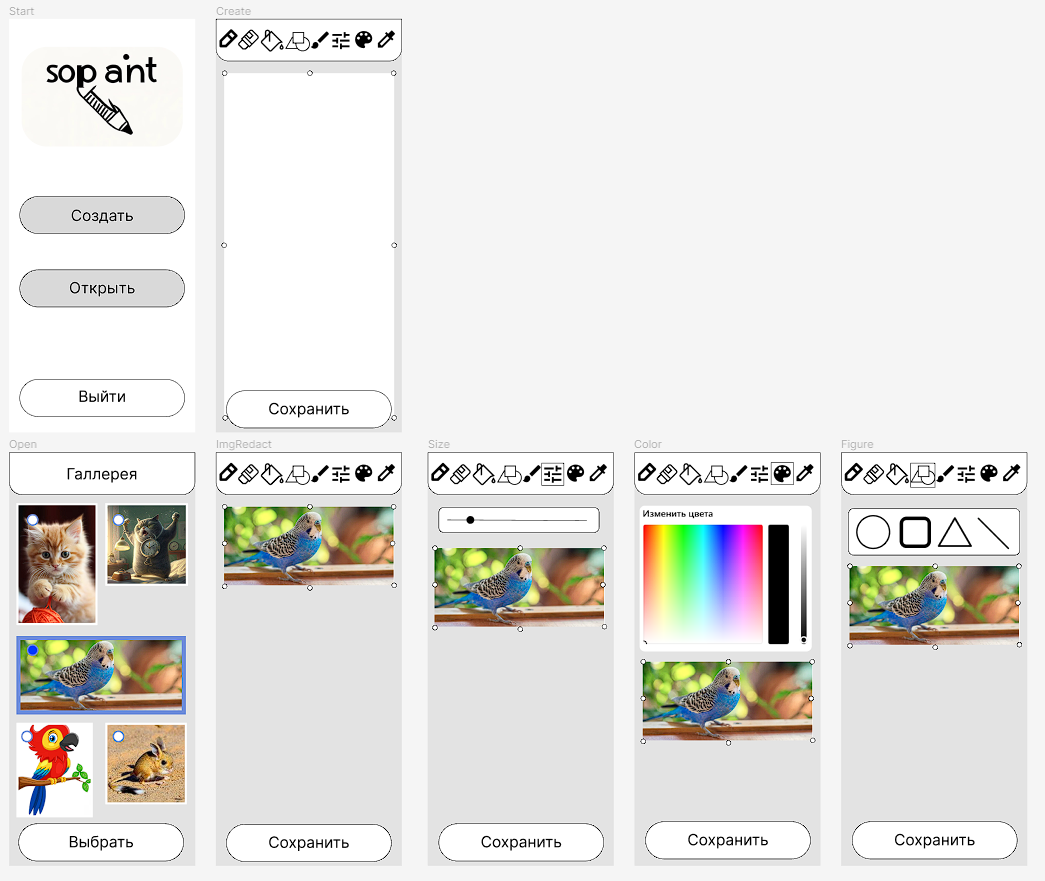 Start
Create
sop aint
Создать
Открыть
Выйти
Сохранить
Open
ImgRedact
Size
Color
Figure
Галлерея
Изменить цвета
Выбрать
Сохранить
Сохранить
Сохранить
Сохранить